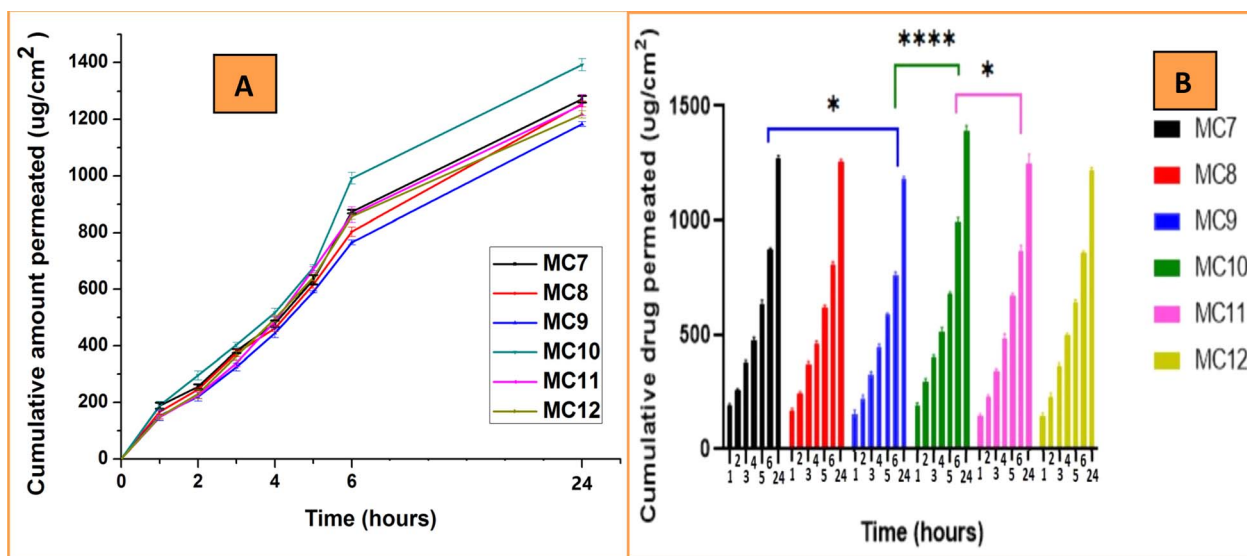 A
Cumulative amount permeated (ug/cm2)
1400
1200
1000
800
600
400
200
0
0 2 4 6 24
Time (hours)
MC7
MC8
MC9
MC10
MC11
MC12
B
Cumulative drug permeated (ug/cm2)
1500
1000
500
0
*
****
*
2 4 6 2 4 6 2 4 6 2 4 6 2 4 6 2 4 6
1 3 5 24 1 3 5 24 1 3 5 24 1 3 5 24 1 3 5 24 1 3 5 24
Time (hours)
MC7
MC8
MC9
MC10
MC11
MC12